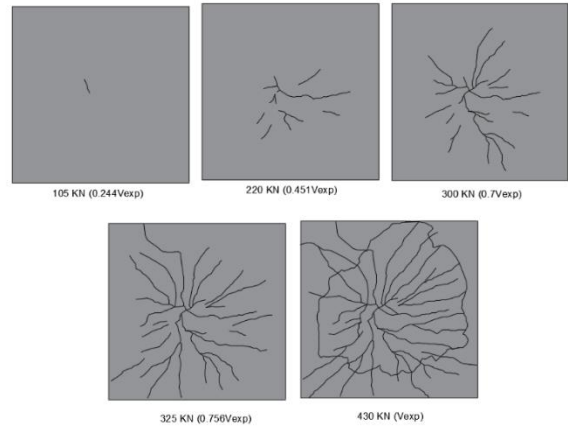 105 KN (0.244Vexp)
220 KN (0.451Vexp)
300 KN (0.7Vexp)
325 KN (0.756Vexp)
430 KN (Vexp)